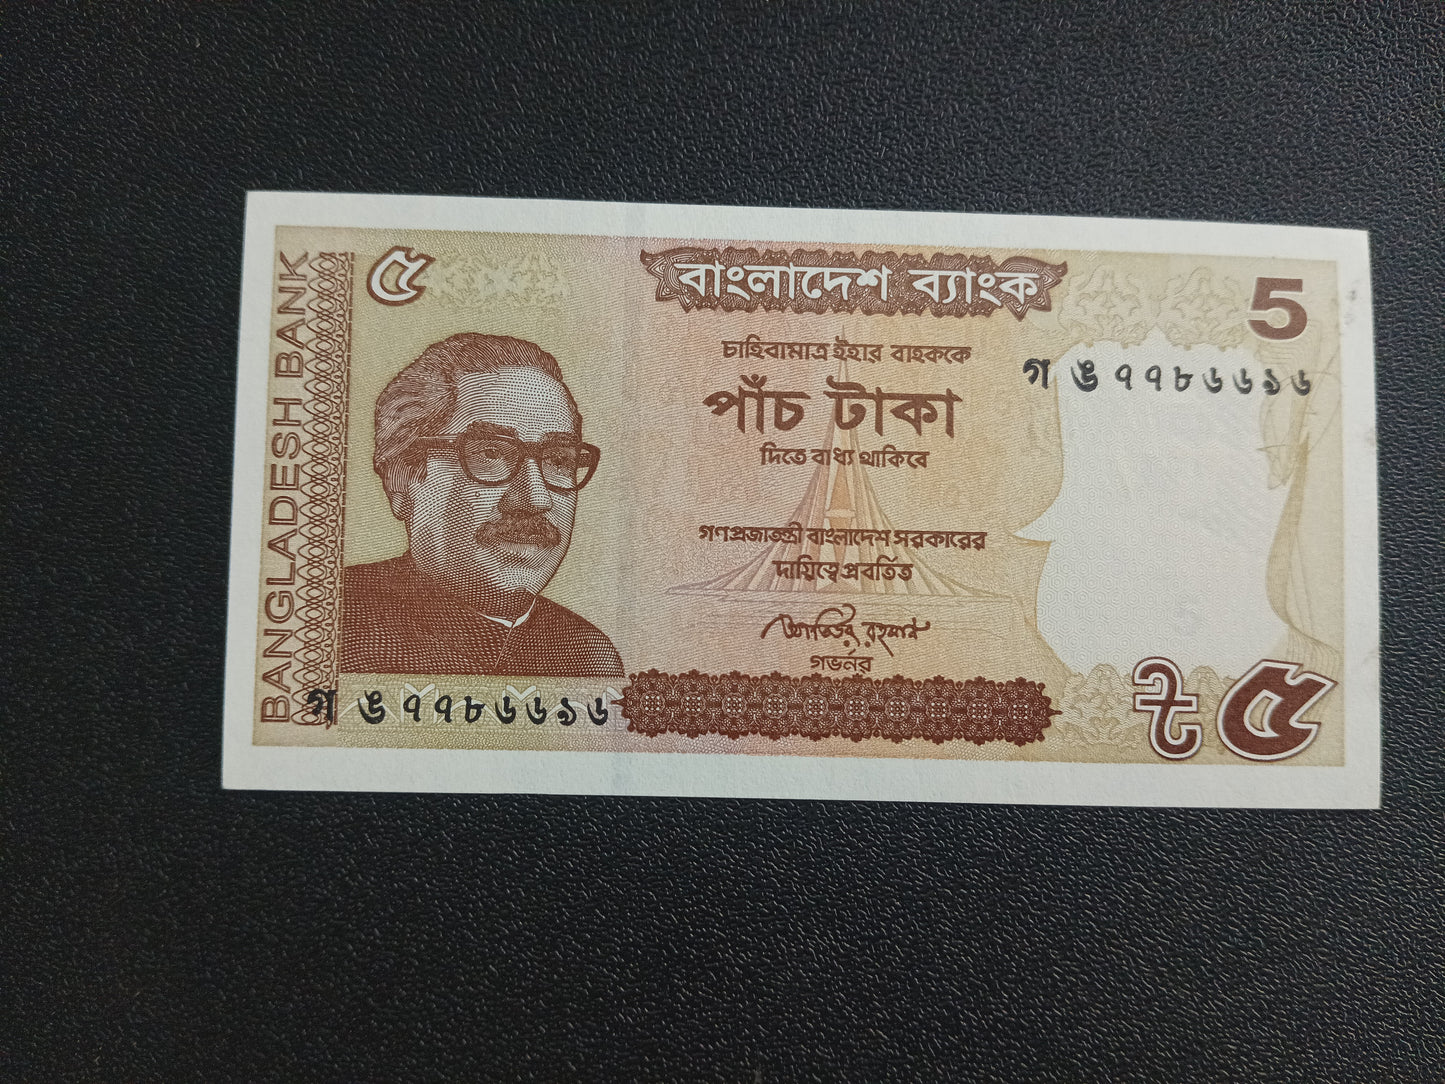 BANGLADESH BANK
৫
বাংলাদেশ ব্যাংক
5
চাহিবামাত্র ইহার বাহককে
গ ঙ ৭৭৮৬৬১৬
পাঁচ টাকা
দিতে বাধ্য থাকিবে
গণপ্রজাতন্ত্রী বাংলাদেশ সরকারের
দায়িত্বে প্রবর্তিত
গভর্নর
গ ঙ ৭৭৮৬৬১৬
৳ ৫